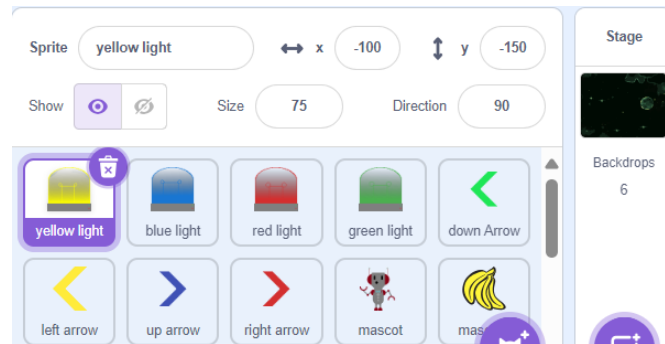 Sprite yellow light x -100 y -150
Show Size 75 Direction 90
Stage
Backdrops
6
yellow light blue light red light green light down Arrow
left arrow up arrow right arrow mascot